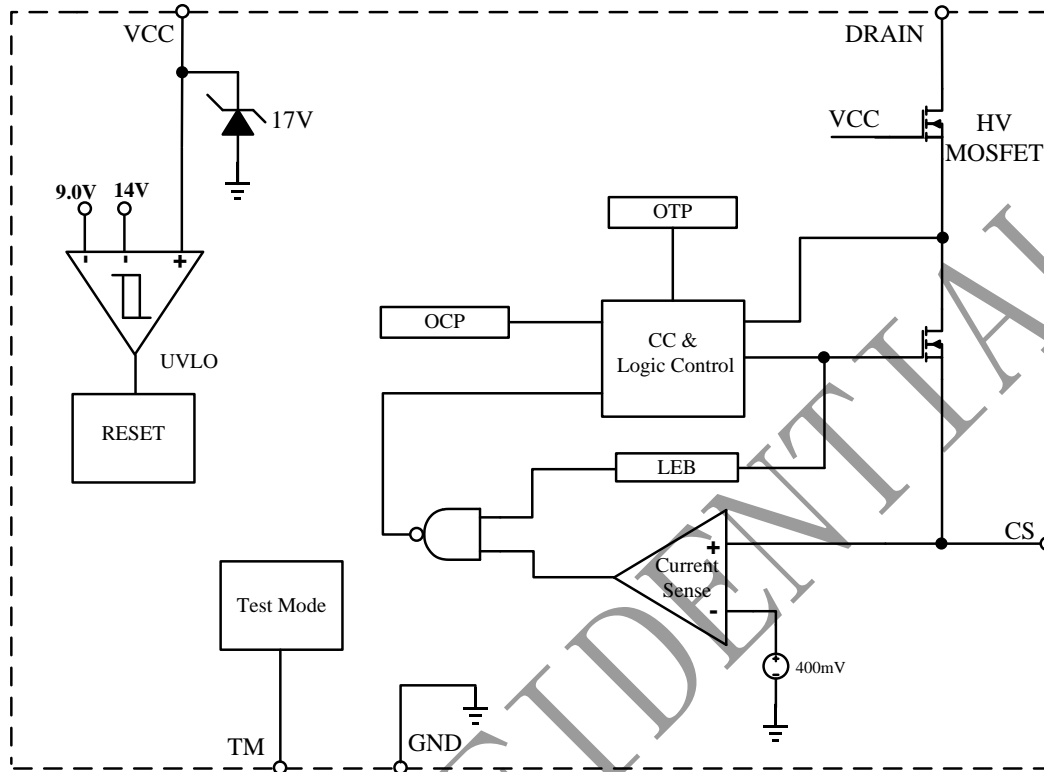 VCC
DRAIN
17V
VCC
HV
MOSFET
9.0V
14V
-
-
+
OTP
OCP
CC &
Logic Control
UVLO
RESET
LEB
CS
+
Current
Sense
-
Test Mode
+
-
400mV
TM
GND
IDENTIAL